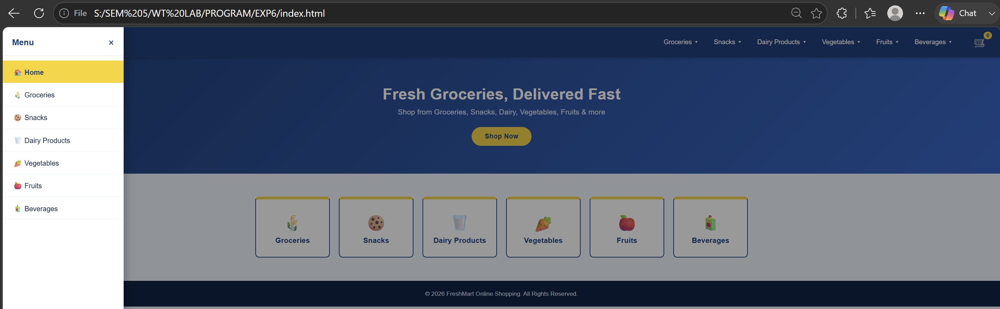 File S:/SEM%205/WT%20LAB/PROGRAM/EXP6/index.html
Chat
Menu ×
Groceries ▼ Snacks ▼ Dairy Products ▼ Vegetables ▼ Fruits ▼ Beverages ▼ 0
Home
Groceries
Snacks
Dairy Products
Vegetables
Fruits
Beverages
Fresh Groceries, Delivered Fast
Shop from Groceries, Snacks, Dairy, Vegetables, Fruits & more
Shop Now
Groceries Snacks Dairy Products Vegetables Fruits Beverages
© 2026 FreshMart Online Shopping. All Rights Reserved.